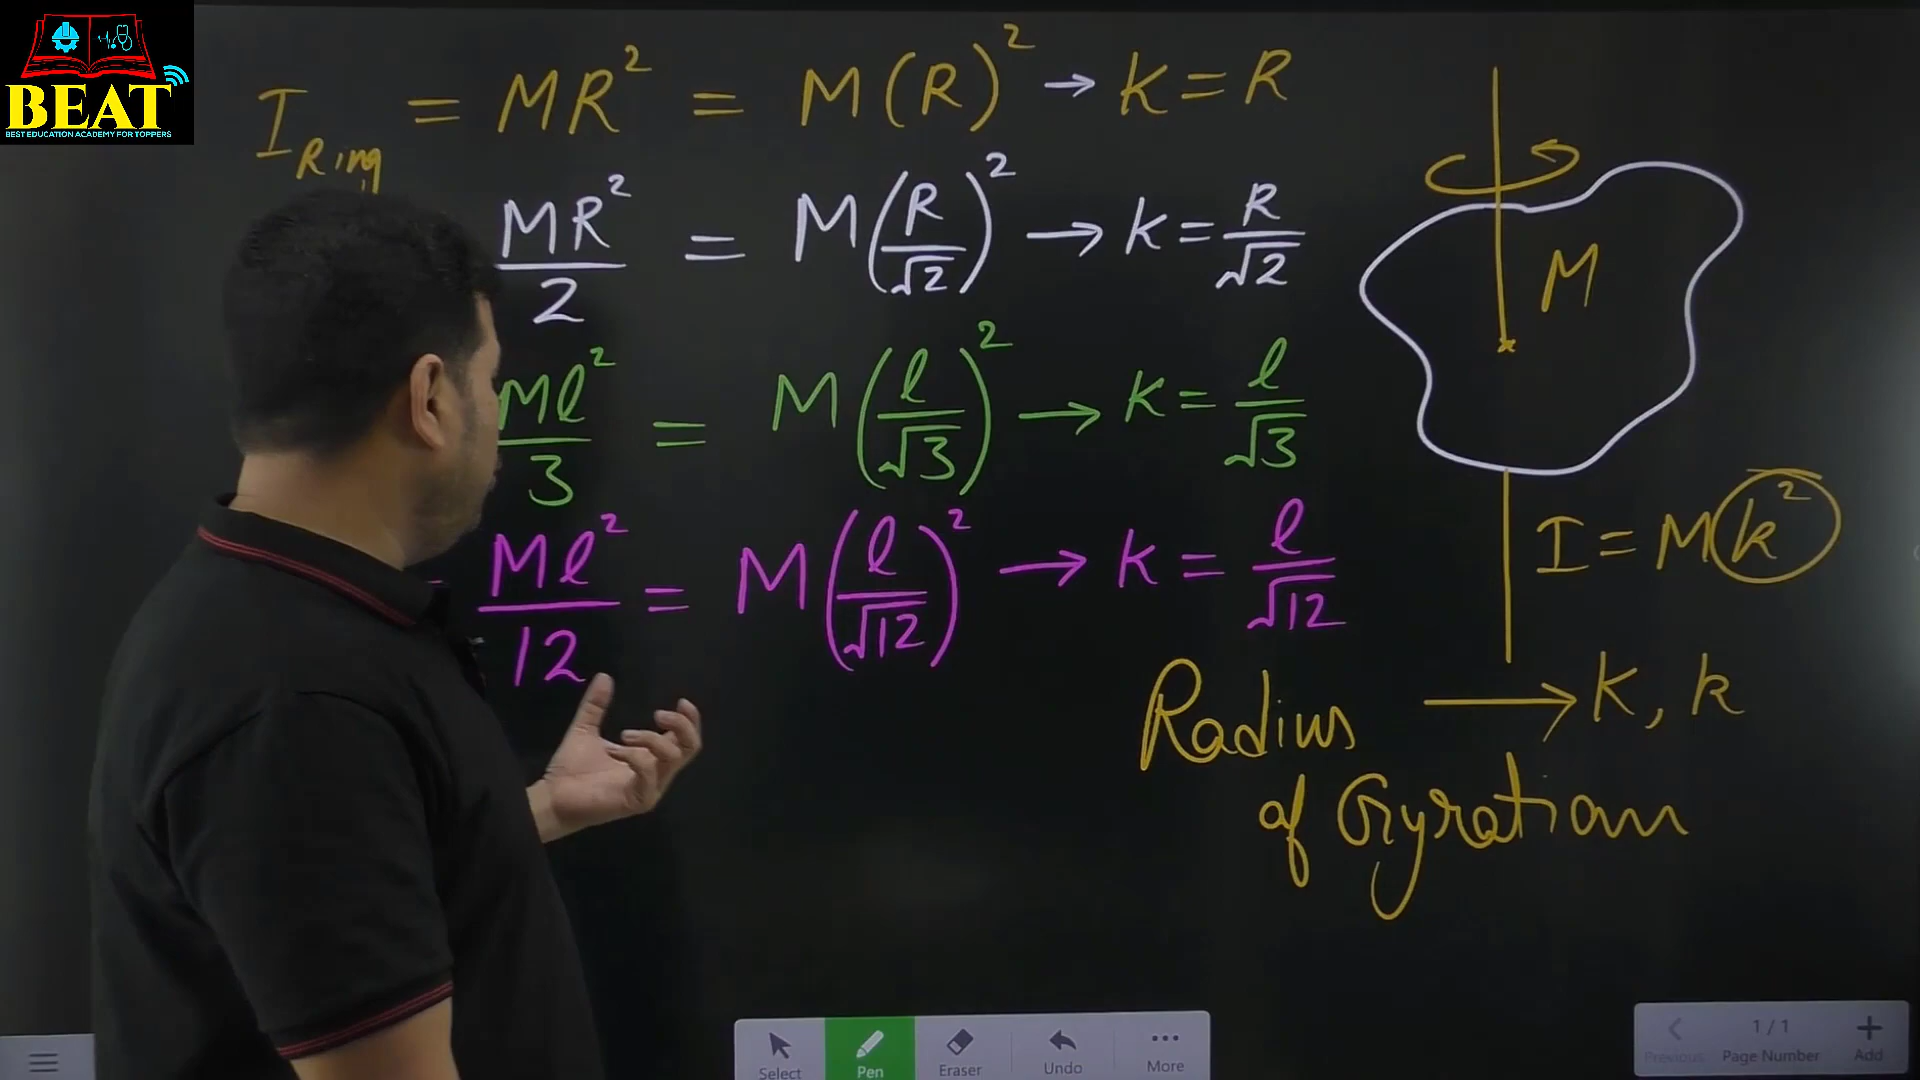 BEAT
BEST EDUCATION ACADEMY FOR TOPPERS
I Ring = MR² = M(R)² → K = R
MR²/2 = M(R/√2)² → k = R/√2
Ml²/3 = M(l/√3)² → k = l/√3
Ml²/12 = M(l/√12)² → k = l/√12
M
I = Mk²
Radius → K, k
of Gyration
Select
Pen
Eraser
Undo
More
Previous
1 / 1
Page Number
Add